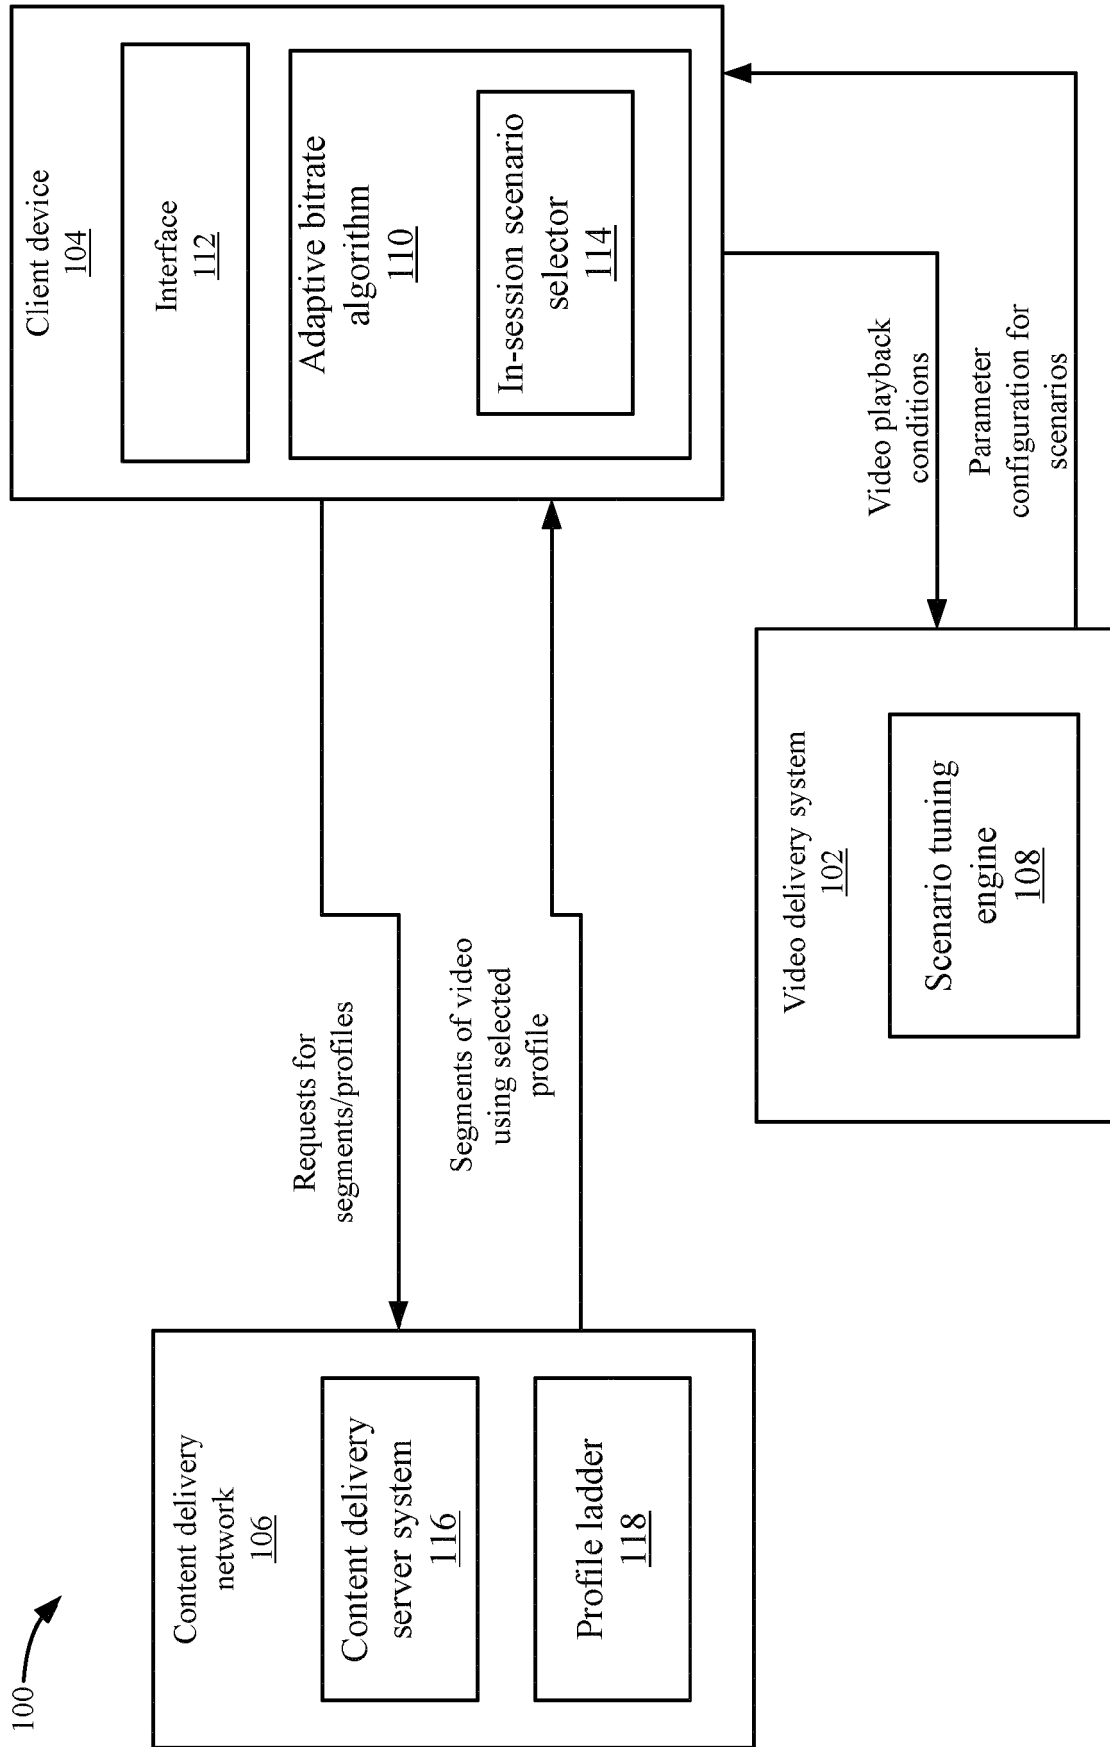 100
Content delivery
network
106
Content delivery
server system
116
Profile ladder
118
Requests for
segments/profiles
Segments of video
using selected
profile
Client device
104
Interface
112
Adaptive bitrate
algorithm
110
In-session scenario
selector
114
Video playback
conditions
Parameter
configuration for
scenarios
Video delivery system
102
Scenario tuning
engine
108